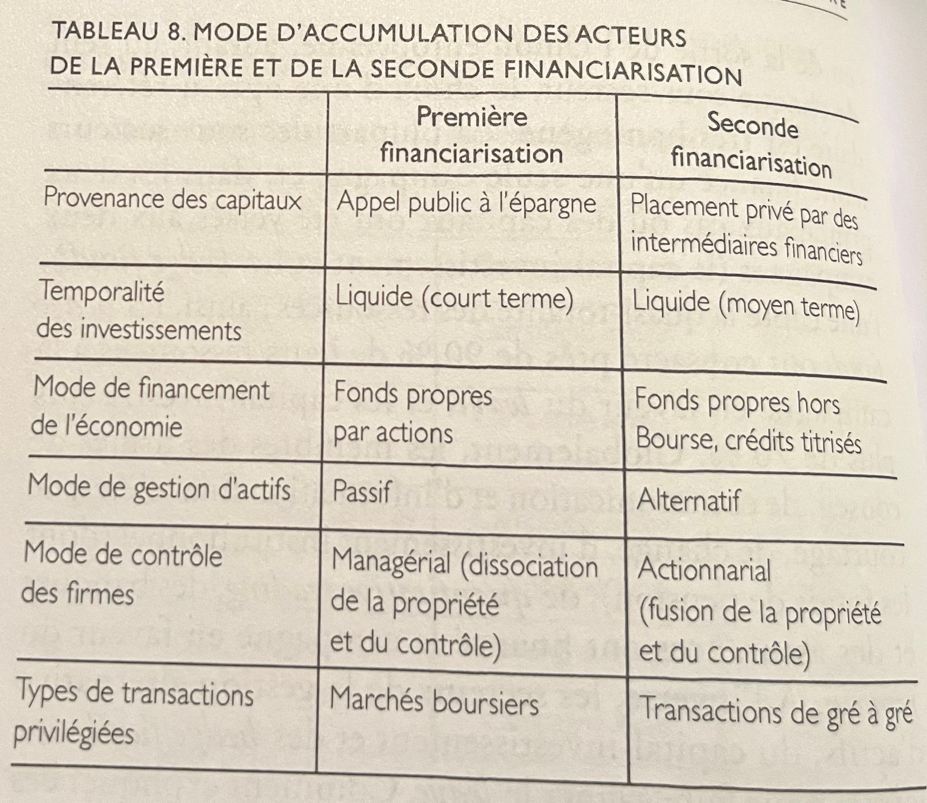 TABLEAU 8. MODE D'ACCUMULATION DES ACTEURS
DE LA PREMIÈRE ET DE LA SECONDE FINANCIARISATION
Première
financiarisation
Seconde
financiarisation
Provenance des capitaux
Appel public à l'épargne
Placement privé par des
intermédiaires financiers
Temporalité
des investissements
Liquide (court terme)
Liquide (moyen terme)
Mode de financement
de l'économie
Fonds propres
par actions
Fonds propres hors
Bourse, crédits titrisés
Mode de gestion d'actifs
Passif
Alternatif
Mode de contrôle
des firmes
Managérial (dissociation
de la propriété
et du contrôle)
Actionnarial
(fusion de la propriété
et du contrôle)
Types de transactions
privilégiées
Marchés boursiers
Transactions de gré à gré